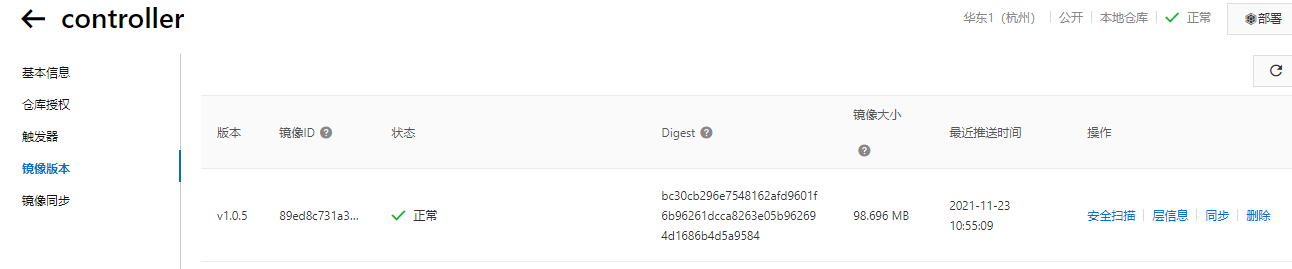 controller
华东1（杭州） 公开 本地仓库 正常 部署
基本信息
仓库授权
触发器
镜像版本
镜像同步
版本 镜像ID 状态 Digest 镜像大小 最近推送时间 操作
v1.0.5 89ed8c731a3... 正常
bc30cb296e7548162afd9601f
6b96261dcca8263e05b96269
4d1686b4d5a9584
98.696 MB
2021-11-23
10:55:09
安全扫描 层信息 同步 删除